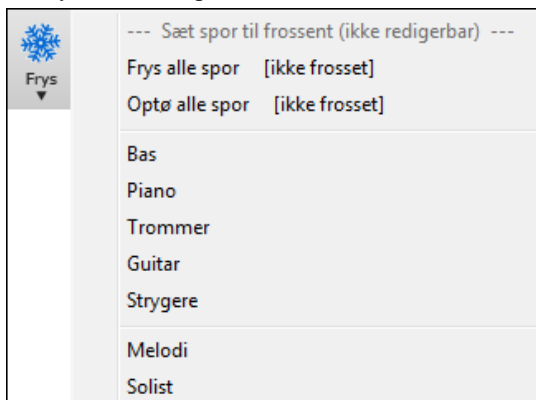 --- Sæt spor til frossent (ikke redigerbar) ---
Frys
Frys alle spor [ikke frosset]
Optø alle spor [ikke frosset]
Bas
Piano
Trommer
Guitar
Strygere
Melodi
Solist